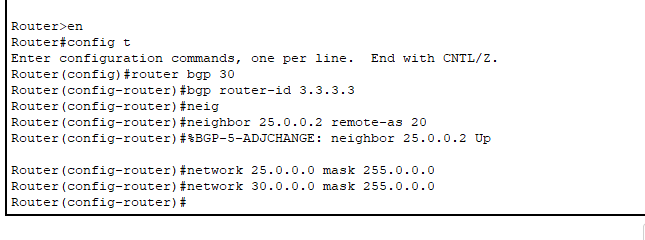 Router>en
Router#config t
Enter configuration commands, one per line.  End with CNTL/Z.
Router(config)#router bgp 30
Router(config-router)#bgp router-id 3.3.3.3
Router(config-router)#neig
Router(config-router)#neighbor 25.0.0.2 remote-as 20
Router(config-router)#%BGP-5-ADJCHANGE: neighbor 25.0.0.2 Up
Router(config-router)#network 25.0.0.0 mask 255.0.0.0
Router(config-router)#network 30.0.0.0 mask 255.0.0.0
Router(config-router)#